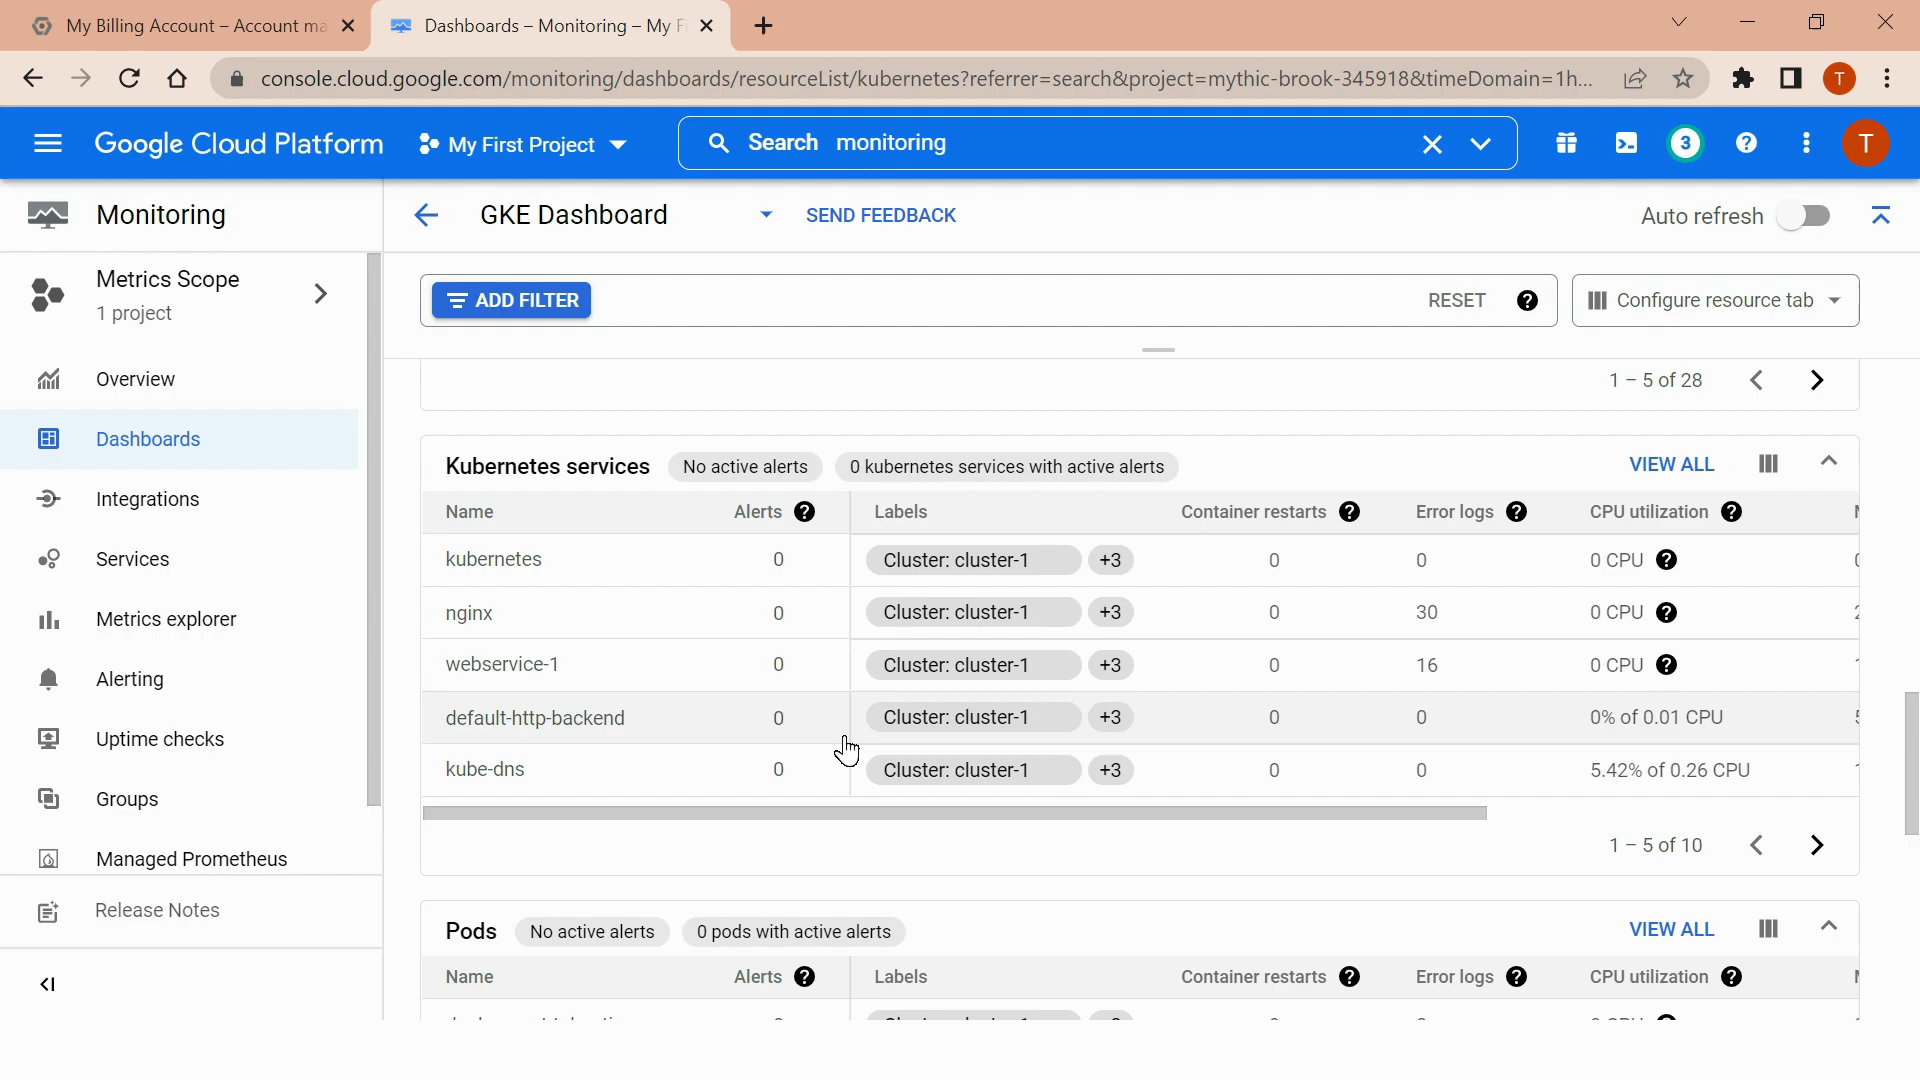 My Billing Account – Account ma
Dashboards – Monitoring – My Fi
console.cloud.google.com/monitoring/dashboards/resourceList/kubernetes?referrer=search&project=mythic-brook-345918&timeDomain=1h...
T
Google Cloud Platform
My First Project
Search monitoring
3
T
Monitoring
GKE Dashboard
SEND FEEDBACK
Auto refresh
Metrics Scope
1 project
ADD FILTER
RESET
Configure resource tab
Overview
Dashboards
Integrations
Services
Metrics explorer
Alerting
Uptime checks
Groups
Managed Prometheus
Release Notes
1 – 5 of 28
Kubernetes services No active alerts 0 kubernetes services with active alerts VIEW ALL
Name Alerts Labels Container restarts Error logs CPU utilization
kubernetes 0 Cluster: cluster-1 +3 0 0 0 CPU
nginx 0 Cluster: cluster-1 +3 0 30 0 CPU
webservice-1 0 Cluster: cluster-1 +3 0 16 0 CPU
default-http-backend 0 Cluster: cluster-1 +3 0 0 0% of 0.01 CPU
kube-dns 0 Cluster: cluster-1 +3 0 0 5.42% of 0.26 CPU
1 – 5 of 10
Pods No active alerts 0 pods with active alerts VIEW ALL
Name Alerts Labels Container restarts Error logs CPU utilization